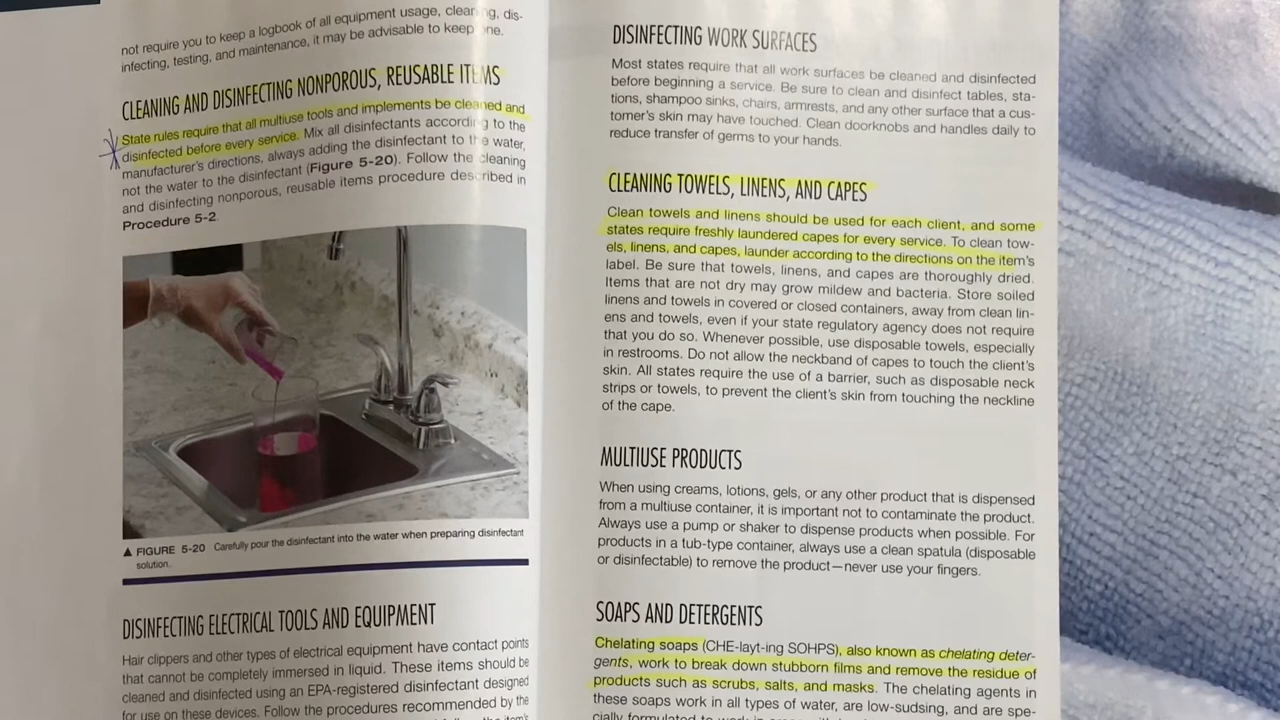 not require you to keep a logbook of all equipment usage, cleaning, dis-
infecting, testing, and maintenance, it may be advisable to keep one.
CLEANING AND DISINFECTING NONPOROUS, REUSABLE ITEMS
State rules require that all multiuse tools and implements be cleaned and
disinfected before every service. Mix all disinfectants according to the
manufacturer's directions, always adding the disinfectant to the water,
not the water to the disinfectant (Figure 5-20). Follow the cleaning
and disinfecting nonporous, reusable items procedure described in
Procedure 5-2.
▲ FIGURE 5-20 Carefully pour the disinfectant into the water when preparing disinfectant
solution.
DISINFECTING ELECTRICAL TOOLS AND EQUIPMENT
Hair clippers and other types of electrical equipment have contact points
that cannot be completely immersed in liquid. These items should be
cleaned and disinfected using an EPA-registered disinfectant designed
for use on these devices. Follow the procedures recommended by the
item's
DISINFECTING WORK SURFACES
Most states require that all work surfaces be cleaned and disinfected
before beginning a service. Be sure to clean and disinfect tables, sta-
tions, shampoo sinks, chairs, armrests, and any other surface that a cus-
tomer's skin may have touched. Clean doorknobs and handles daily to
reduce transfer of germs to your hands.
CLEANING TOWELS, LINENS, AND CAPES
Clean towels and linens should be used for each client, and some
states require freshly laundered capes for every service. To clean tow-
els, linens, and capes, launder according to the directions on the item's
label. Be sure that towels, linens, and capes are thoroughly dried.
Items that are not dry may grow mildew and bacteria. Store soiled
linens and towels in covered or closed containers, away from clean lin-
ens and towels, even if your state regulatory agency does not require
that you do so. Whenever possible, use disposable towels, especially
in restrooms. Do not allow the neckband of capes to touch the client's
skin. All states require the use of a barrier, such as disposable neck
strips or towels, to prevent the client's skin from touching the neckline
of the cape.
MULTIUSE PRODUCTS
When using creams, lotions, gels, or any other product that is dispensed
from a multiuse container, it is important not to contaminate the product.
Always use a pump or shaker to dispense products when possible. For
products in a tub-type container, always use a clean spatula (disposable
or disinfectable) to remove the product—never use your fingers.
SOAPS AND DETERGENTS
Chelating soaps (CHE-layt-ing SOHPS), also known as chelating deter-
gents, work to break down stubborn films and remove the residue of
products such as scrubs, salts, and masks. The chelating agents in
these soaps work in all types of water, are low-sudsing, and are spe-
cially formulated to work in